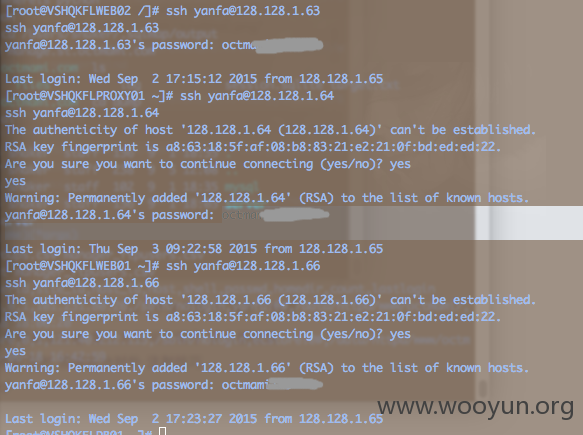 [root@VSHQKFLWEB02 /]# ssh yanfa@128.128.1.63
ssh yanfa@128.128.1.63
yanfa@128.128.1.63's password: octma
Last login: Wed Sep  2 17:15:12 2015 from 128.128.1.65
[root@VSHQKFLPROXY01 ~]# ssh yanfa@128.128.1.64
ssh yanfa@128.128.1.64
The authenticity of host '128.128.1.64 (128.128.1.64)' can't be established.
RSA key fingerprint is a8:63:18:5f:af:08:b8:83:21:e2:21:0f:bd:ed:ed:22.
Are you sure you want to continue connecting (yes/no)? yes
yes
Warning: Permanently added '128.128.1.64' (RSA) to the list of known hosts.
yanfa@128.128.1.64's password:
Last login: Thu Sep  3 09:22:58 2015 from 128.128.1.65
[root@VSHQKFLWEB01 ~]# ssh yanfa@128.128.1.66
ssh yanfa@128.128.1.66
The authenticity of host '128.128.1.66 (128.128.1.66)' can't be established.
RSA key fingerprint is a8:63:18:5f:af:08:b8:83:21:e2:21:0f:bd:ed:ed:22.
Are you sure you want to continue connecting (yes/no)? yes
yes
Warning: Permanently added '128.128.1.66' (RSA) to the list of known hosts.
yanfa@128.128.1.66's password: octmami
Last login: Wed Sep  2 17:23:27 2015 from 128.128.1.65
www.wooyun.org